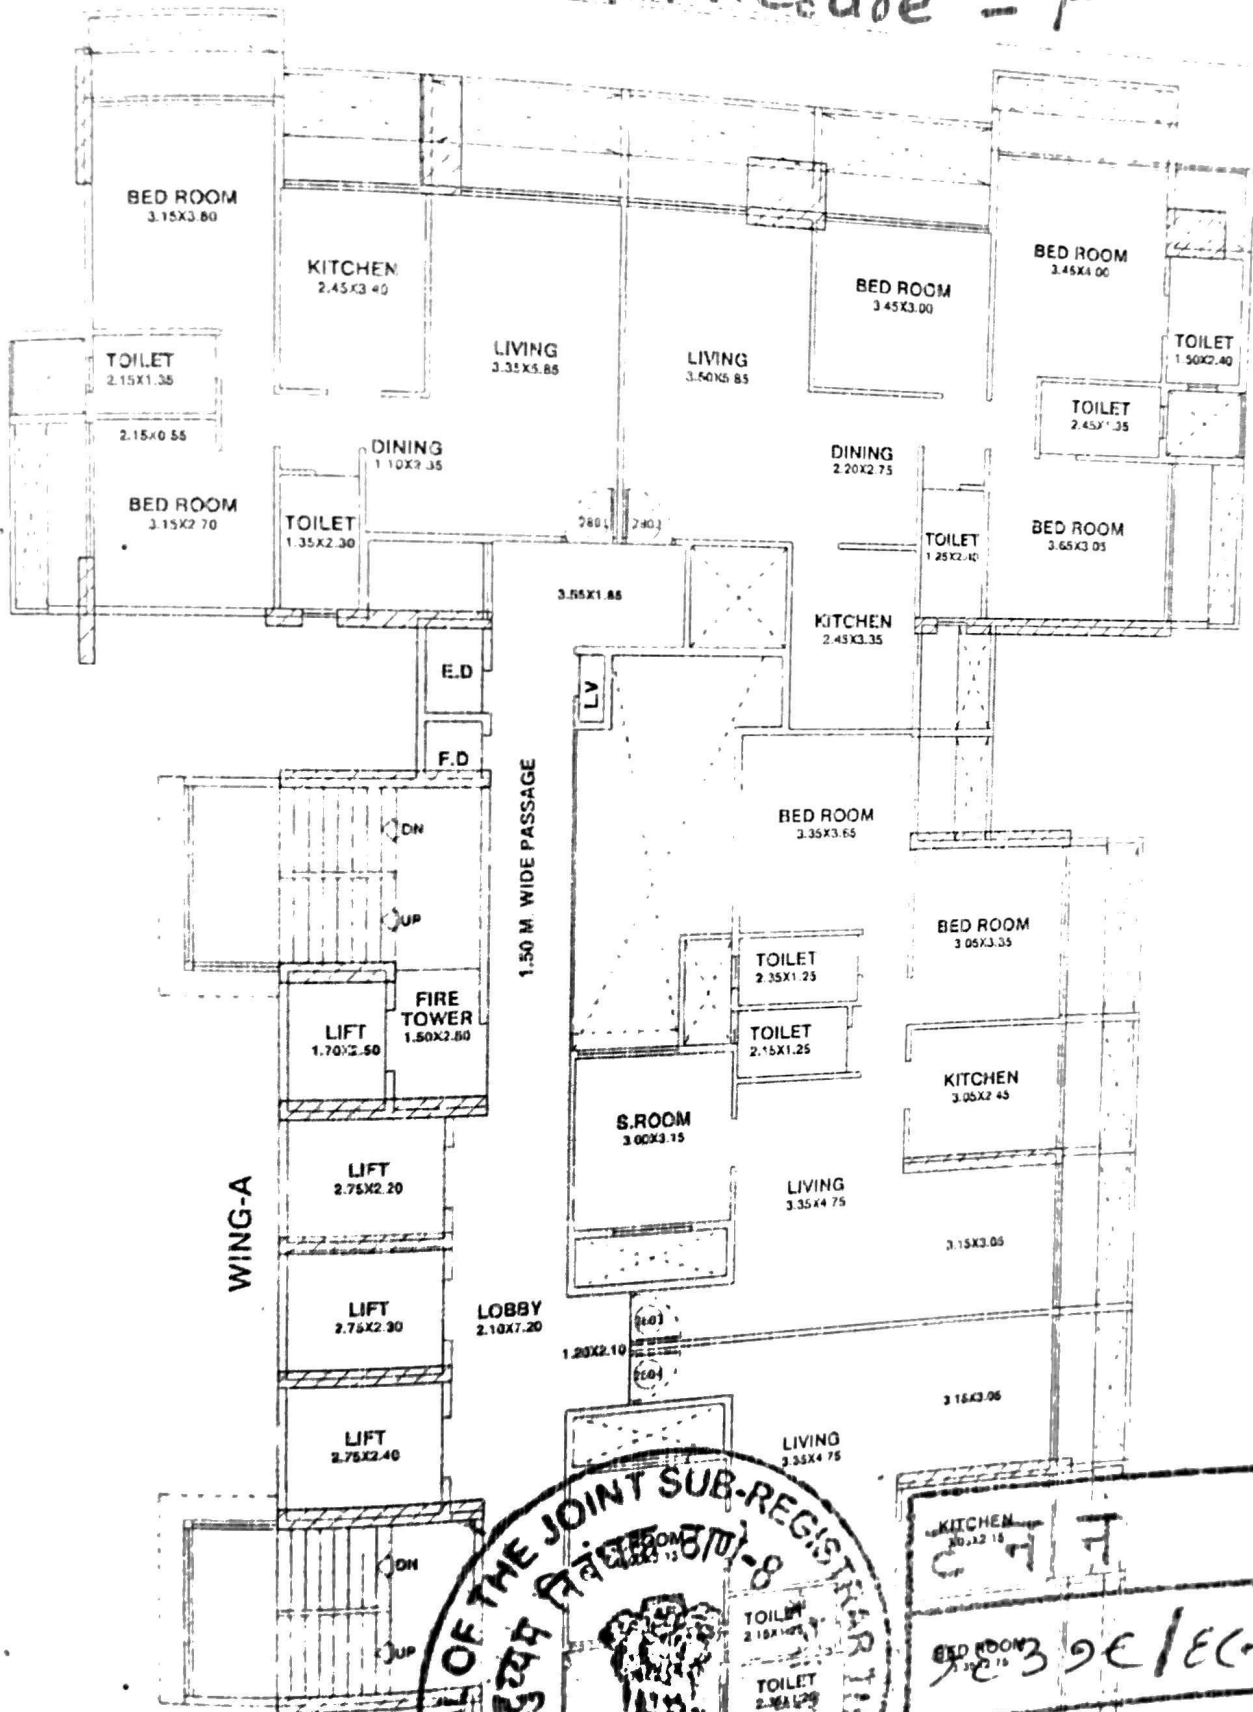 BED ROOM
3.15X3.80
KITCHEN
2.45X3.40
LIVING
3.35X5.85
LIVING
3.50X5.85
BED ROOM
3.45X3.00
BED ROOM
3.45X4.00
TOILET
1.50X2.40
TOILET
2.15X1.35
2.15X0.55
TOILET
2.45X1.35
DINING
DINING
2.20X2.75
BED ROOM
3.15X2.70
TOILET
1.35X2.30
2801
TOILET
BED ROOM
3.65X3.05
KITCHEN
2.45X3.35
E.D
LV
F.D
1.50 M. WIDE PASSAGE
BED ROOM
3.35X3.65
DN
UP
BED ROOM
3.05X3.35
TOILET
2.35X1.25
FIRE
TOWER
LIFT
1.70X2.50
TOILET
2.15X1.25
KITCHEN
3.05X2.45
S.ROOM
3.00X3.15
LIFT
2.75X2.20
LIVING
3.35X4.75
WING-A
3.15X3.05
LIFT
2.75X2.30
LOBBY
2.10X7.20
1.20X2.10
3.15X3.05
LIFT
2.75X2.40
LIVING
3.35X4.75
OF THE JOINT SUB-REGISTRAR
KITCHEN
DN
TOILET
BED ROOM
UP
TOILET